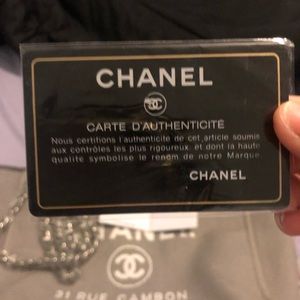 CHANEL
CARTE D'AUTHENTICITÉ
Nous certifions l'authenticité de cet article soumis
aux contrôles les plus rigoureux, et dont la haute
qualité symbolise le renom de notre Marque
CHANEL
CHANEL
31 RUE CAMBON